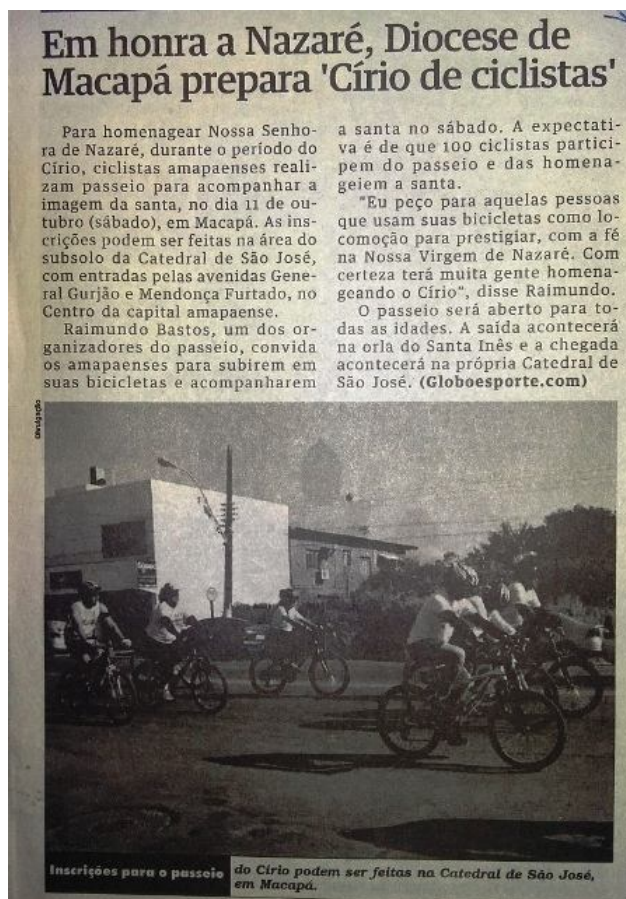 Em honra a Nazaré, Diocese de
Macapá prepara 'Círio de ciclistas'
Para homenagear Nossa Senho-
ra de Nazaré, durante o período do
Círio, ciclistas amapaenses reali-
zam passeio para acompanhar a
imagem da santa, no dia 11 de ou-
tubro (sábado), em Macapá. As ins-
crições podem ser feitas na área do
subsolo da Catedral de São José,
com entradas pelas avenidas Gene-
ral Gurjão e Mendonça Furtado, no
Centro da capital amapaense.
Raimundo Bastos, um dos or-
ganizadores do passeio, convida
os amapaenses para subirem em
suas bicicletas e acompanharem
a santa no sábado. A expectati-
va é de que 100 ciclistas partici-
pem do passeio e das homena-
geiem a santa.
"Eu peço para aquelas pessoas
que usam suas bicicletas como lo-
comoção para prestigiar, com a fé
na Nossa Virgem de Nazaré. Com
certeza terá muita gente homena-
geando o Círio", disse Raimundo.
O passeio será aberto para to-
das as idades. A saída acontecerá
na orla do Santa Inês e a chegada
acontecerá na própria Catedral de
São José. (Globoesporte.com)
Divulgação
Inscrições para o passeio do Círio podem ser feitas na Catedral de São José,
em Macapá.